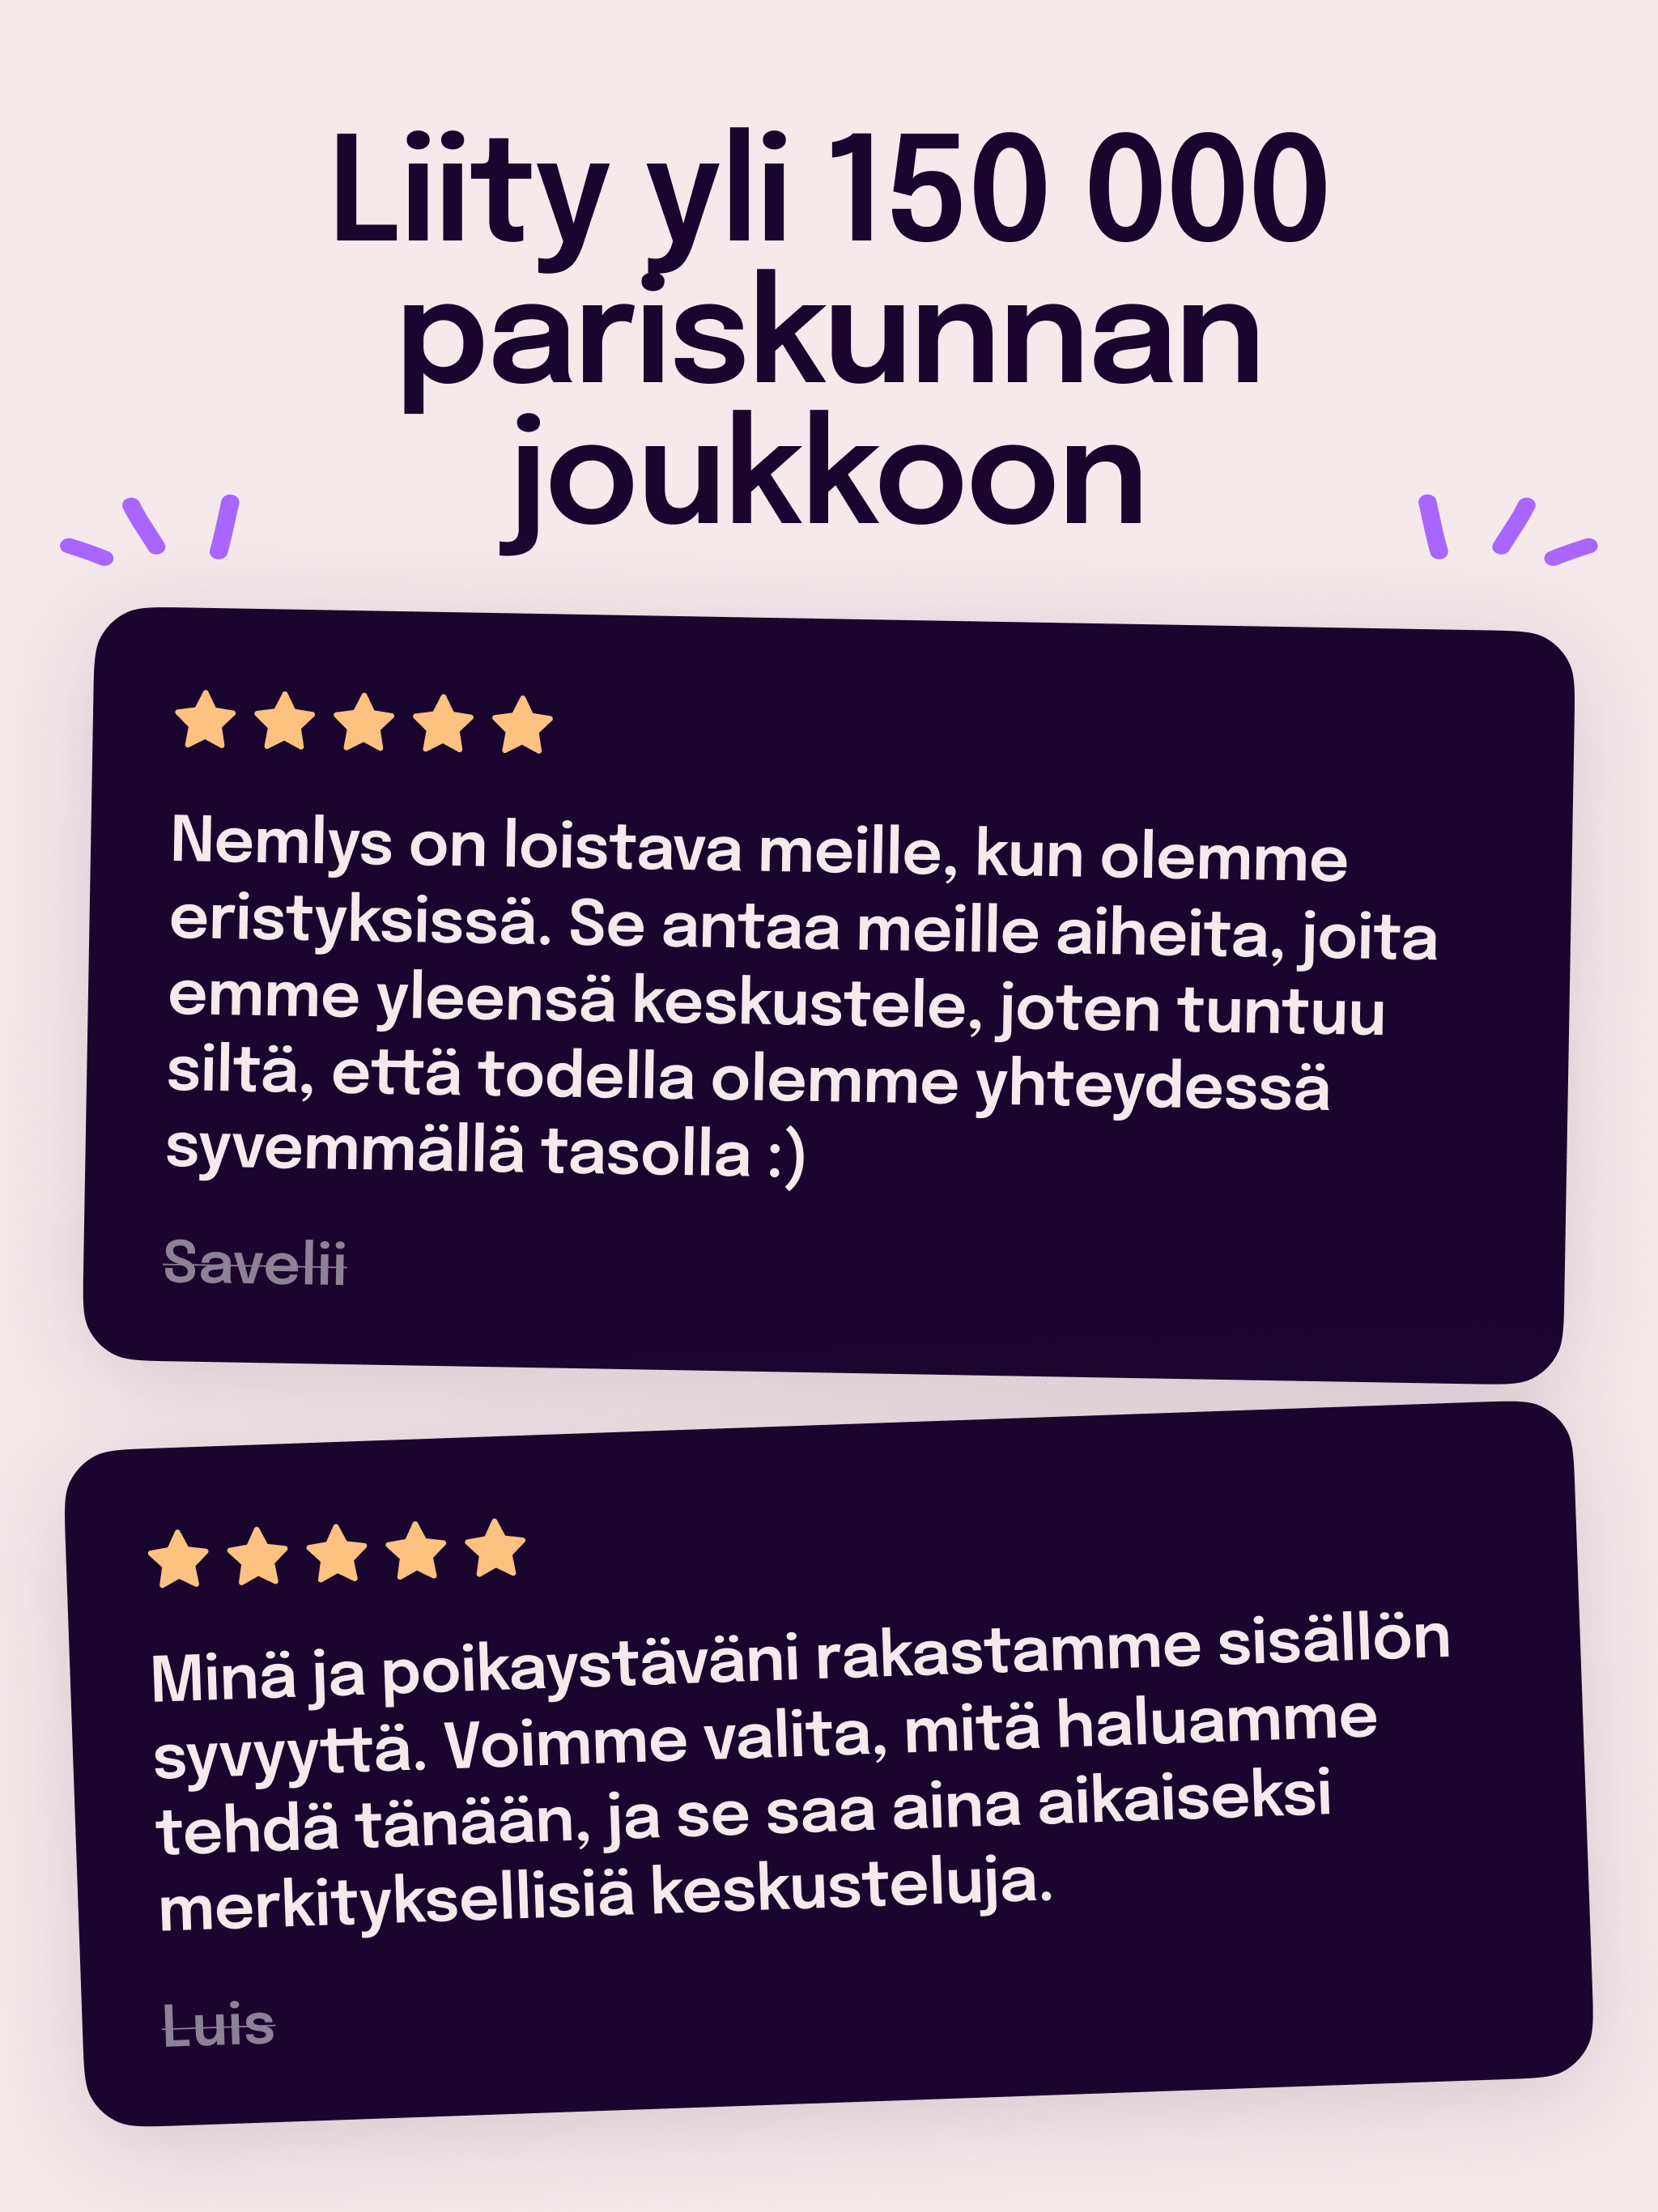 Liity yli 150 000
pariskunnan
joukkoon
Nemlys on loistava meille, kun olemme
eristyksissä. Se antaa meille aiheita, joita
emme yleensä keskustele, joten tuntuu
siltä, että todella olemme yhteydessä
syvemmällä tasolla :)
Savelii
Minä ja poikaystäväni rakastamme sisällön
syvyyttä. Voimme valita, mitä haluamme
tehdä tänään, ja se saa aina aikaiseksi
merkityksellisiä keskusteluja.
Luis